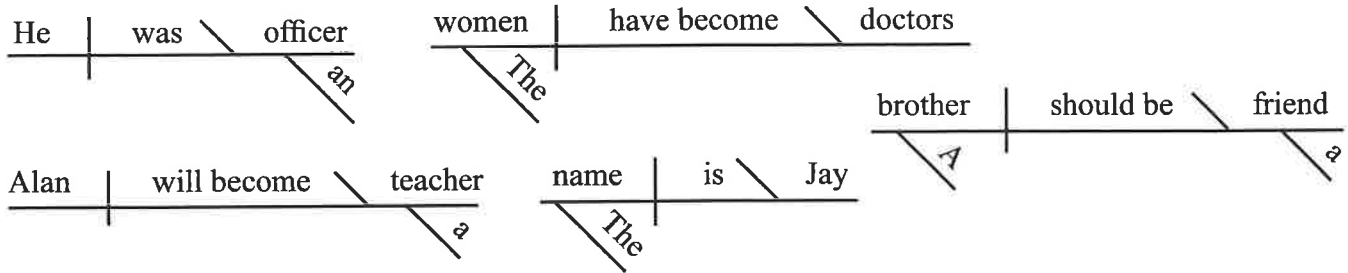 He was officer
an
women have become doctors
The
brother should be friend
A a
Alan will become teacher
a
name is Jay
The